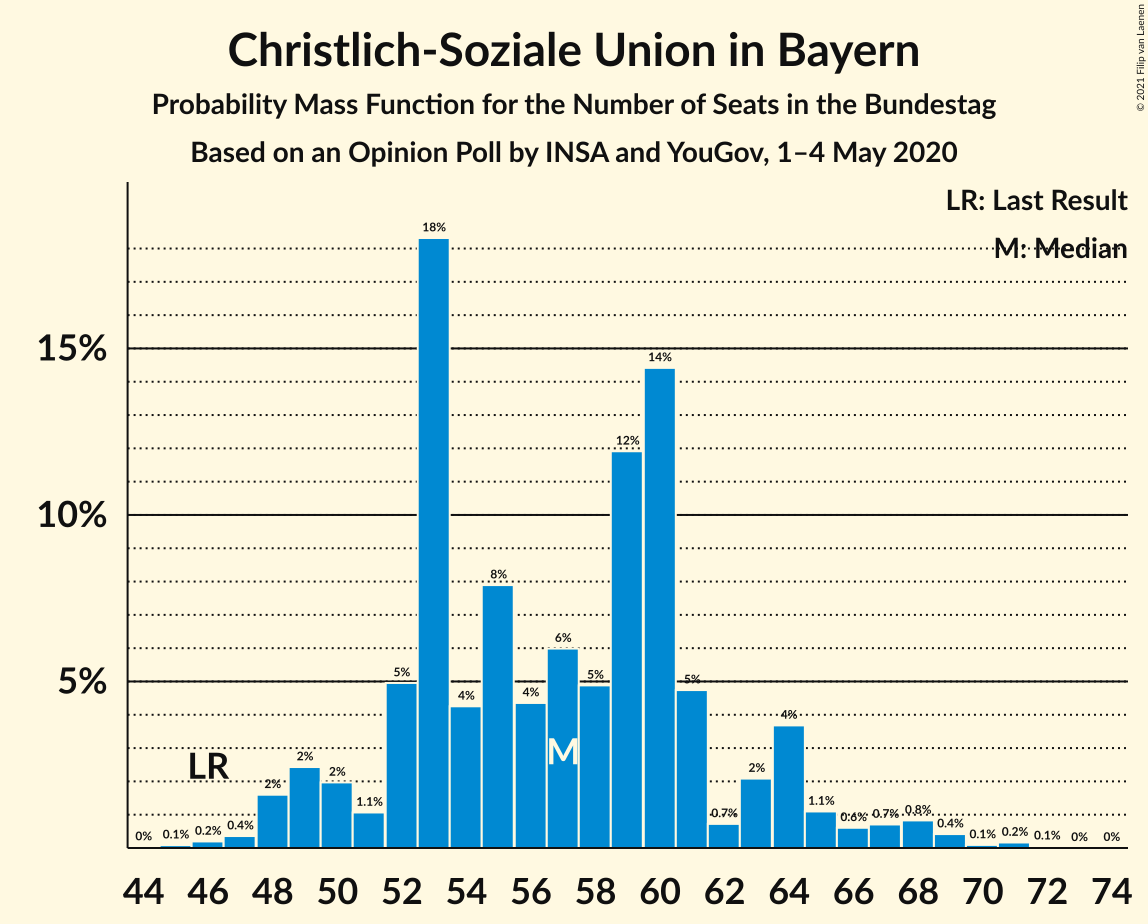 Christlich-Soziale Union in Bayern
Probability Mass Function for the Number of Seats in the Bundestag
Based on an Opinion Poll by INSA and YouGov, 1–4 May 2020
© 2021 Filip van Laenen
LR: Last Result
M: Median
15%
10%
5%
0% 0.1% 0.2% 0.4% 2% 2% 2% 1.1% 5% 18% 4% 8% 4% 6% 5% 12% 14% 5% 0.7% 2% 4% 1.1% 0.6% 0.7% 0.8% 0.4% 0.1% 0.2% 0.1% 0% 0%
LR
M
44 46 48 50 52 54 56 58 60 62 64 66 68 70 72 74